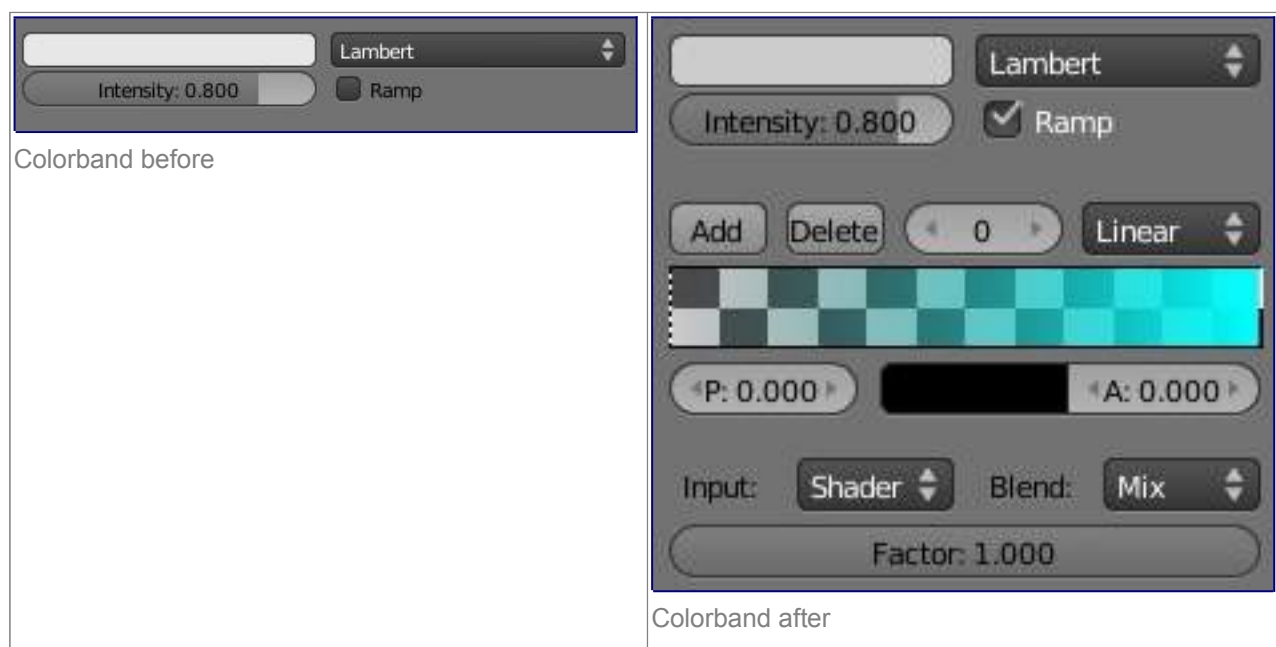 Lambert
Intensity: 0.800 Ramp
Colorband before
Lambert
Intensity: 0.800 Ramp
Add Delete 0 Linear
P: 0.000 A: 0.000
Input: Shader Blend: Mix
Factor: 1.000
Colorband after